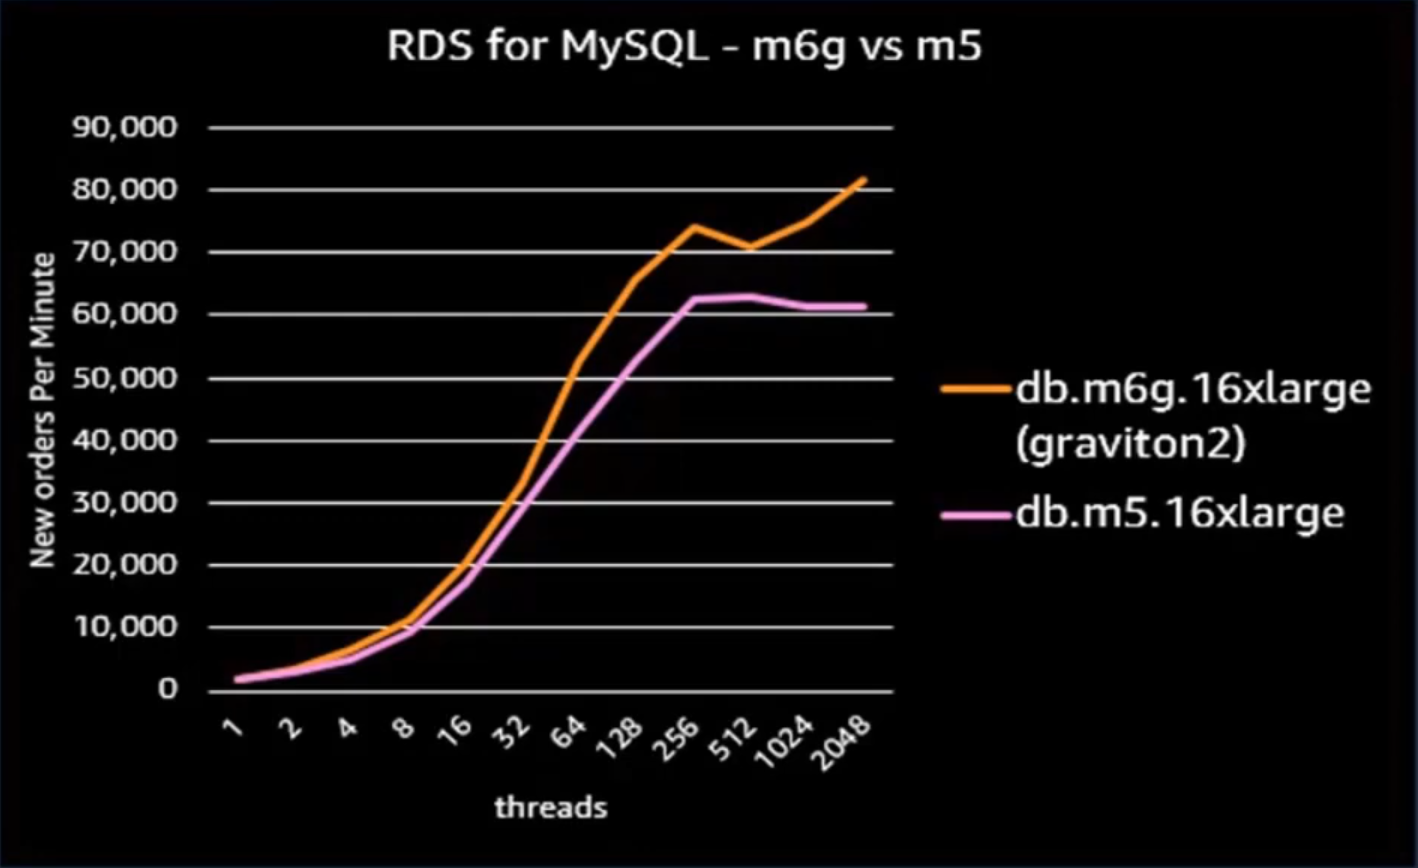 RDS for MySQL - m6g vs m5
New orders Per Minute
90,000
80,000
70,000
60,000
50,000
40,000
30,000
20,000
10,000
0
1 2 4 8 16 32 64 128 256 512 1024 2048
threads
db.m6g.16xlarge
(graviton2)
db.m5.16xlarge